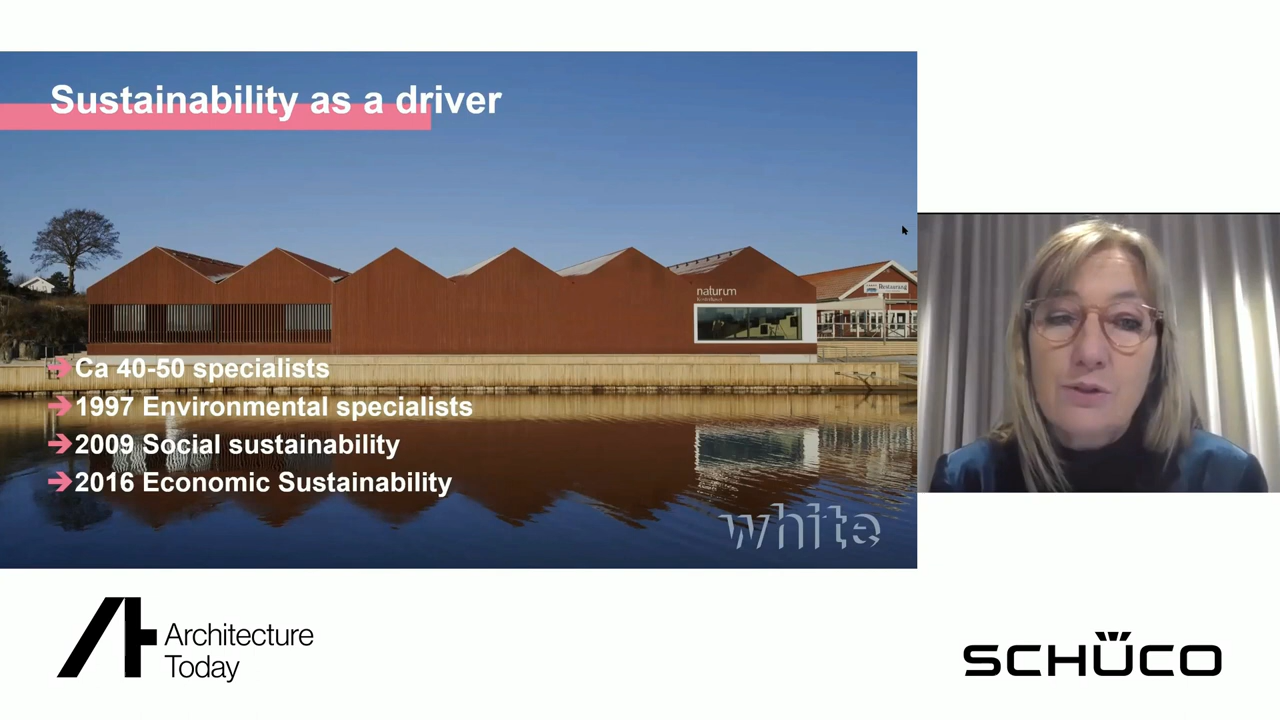 Sustainability as a driver
naturum
Restaurang
Ca 40-50 specialists
1997 Environmental specialists
2009 Social sustainability
2016 Economic Sustainability
white
Architecture
Today
SCHÜCO